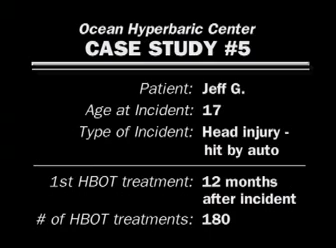 Ocean Hyperbaric Center
CASE STUDY #5
Patient: Jeff G.
Age at Incident: 17
Type of Incident: Head injury -
hit by auto
1st HBOT treatment: 12 months
after incident
# of HBOT treatments: 180